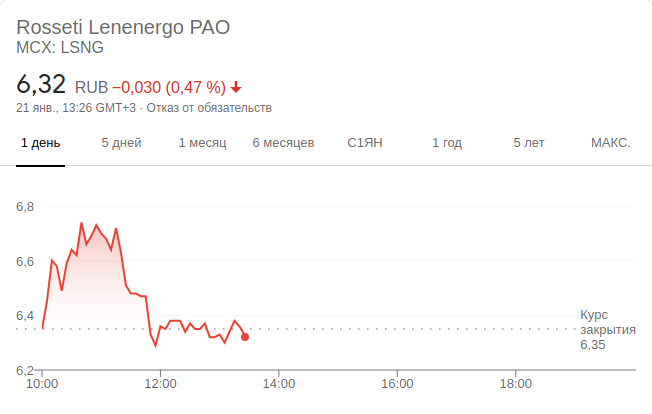 Rosseti Lenenergo PAO
MCX: LSNG
6,32 RUB −0,030 (0,47 %)
21 янв., 13:26 GMT+3 · Отказ от обязательств
1 день 5 дней 1 месяц 6 месяцев С1ЯН 1 год 5 лет МАКС.
6,8
6,6
6,4
6,2
Курс
закрытия
6,35
10:00 12:00 14:00 16:00 18:00